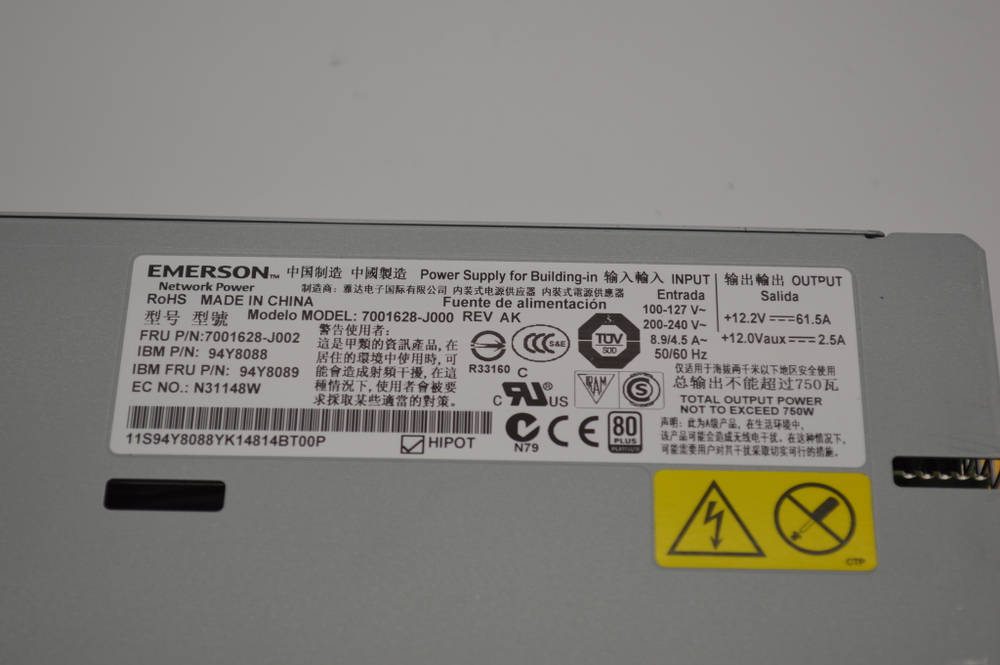 EMERSON™ 中国制造 中國製造 Power Supply for Building-in 输入輸入 INPUT 输出輸出 OUTPUT
Network Power 制造商：雅达电子国际有限公司 内装式电源供应器 內裝式電源供應器 Entrada Salida
RoHS MADE IN CHINA Fuente de alimentación 100-127 V~
型号 型號 Modelo MODEL: 7001628-J000 REV AK 200-240 V~ +12.2V 61.5A
FRU P/N:7001628-J002 8.9/4.5 A~ +12.0Vaux 2.5A
IBM P/N: 94Y8088 50/60 Hz
IBM FRU P/N: 94Y8089
EC NO.: N31148W
警告使用者：
這是甲類的資訊產品,在
居住的環境中使用時,可
能會造成射頻干擾,在這
種情況下,使用者會被要
求採取某些適當的對策。
R33160
S&E
TÜV
SÜD
仅适用于海拔两千米以下地区安全使用
总输出不能超过750瓦
TOTAL OUTPUT POWER
NOT TO EXCEED 750W
声明：此为A级产品，在生活环境中，
该产品可能会造成无线电干扰。在这种情况下，
可能需要用户对其干扰采取切实可行的措施。
C US
N79
CE
80
PLUS
PLATINUM
11S94Y8088YK14814BT00P
HIPOT
CTP